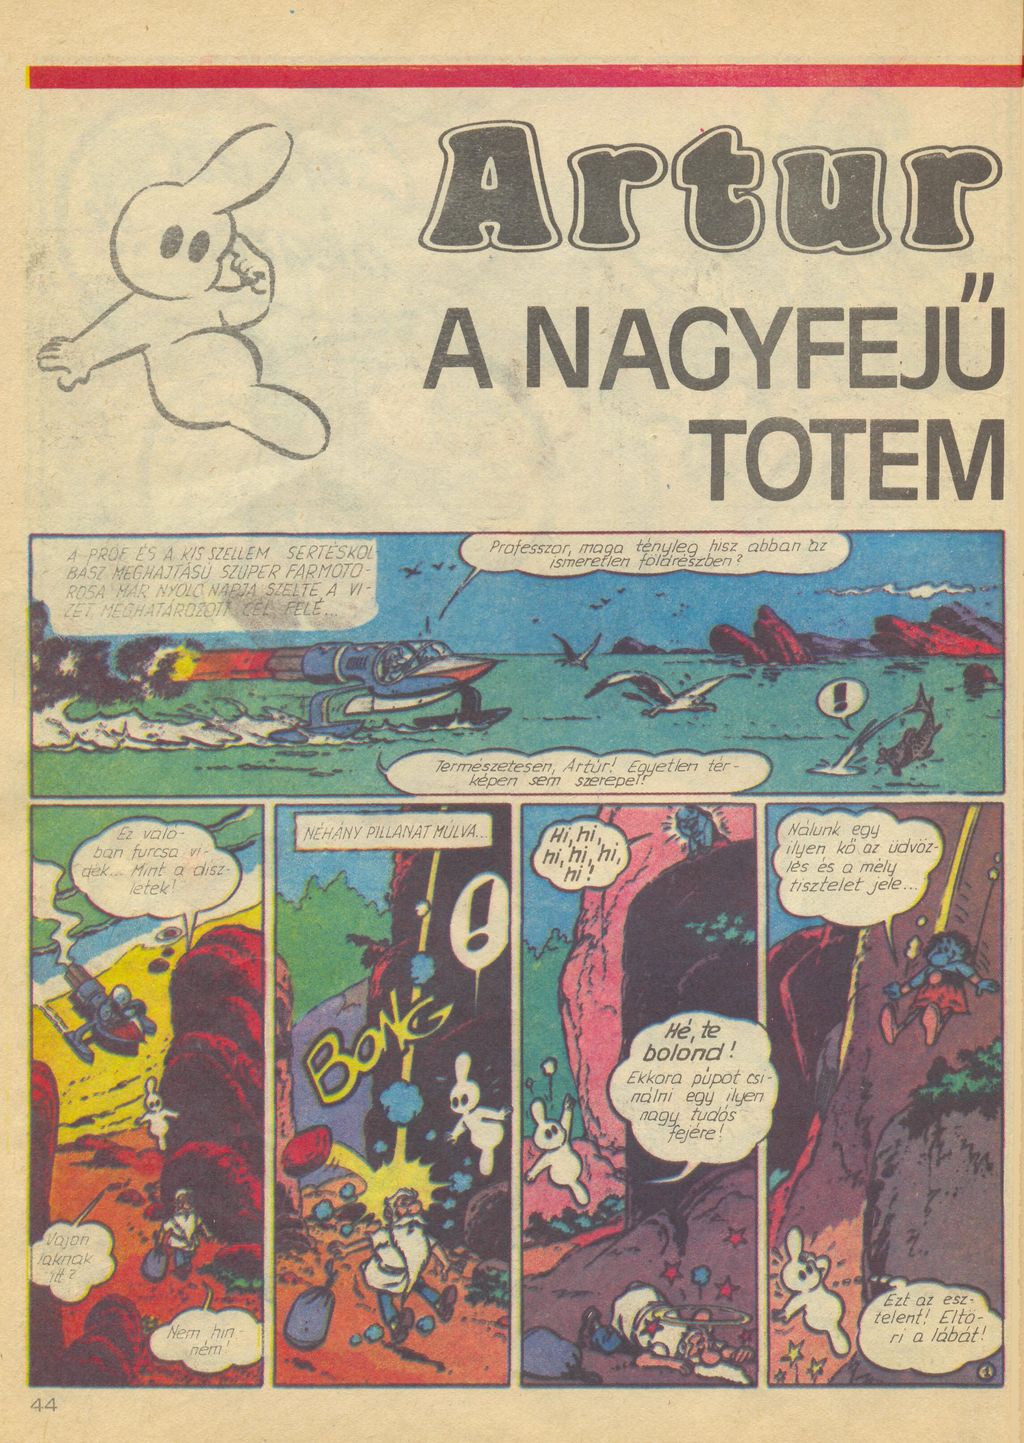 Artur
A NAGYFEJŰ
TOTEM
A PROF ÉS A KIS SZELLEM SERTÉSKOL
BÁSZ MEGHAJTÁSÚ SZUPER FARMOTO-
ROSA MÁR NYOLC NAPJA SZELTE A VI-
ZET MEGHATÁROZOTT CÉL FELÉ...
Professzor, maga tényleg hisz abban az
ismeretlen földrészben?
!
Természetesen, Artúr! Egyetlen tér-
képen sem szerepel!
Ez való-
ban furcsa vi-
dék... Mint a dísz-
letek!
Vajon
laknak
itt?
Nem hin-
ném!
NÉHÁNY PILLANAT MÚLVA...
!
BONG
Hi, hi,
hi, hi, hi,
hi!
Hé, te
bolond!
Ekkora púpot csi-
nálni egy ilyen
nagy tudós
fejére!
Nálunk egy
ilyen kő az üdvöz-
lés és a mély
tisztelet jele...
Ezt az esz-
telent! Eltö-
ri a lábát!
1
44